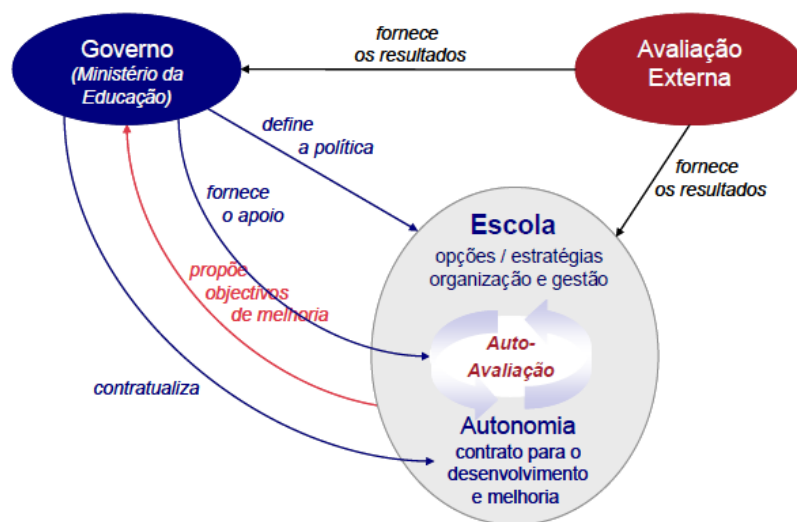 Governo
(Ministério da
Educação)
fornece
os resultados
Avaliação
Externa
define
a política
fornece
os resultados
fornece
o apoio
Escola
opções / estratégias
organização e gestão
propõe
objectivos
de melhoria
Auto-
Avaliação
contratualiza
Autonomia
contrato para o
desenvolvimento
e melhoria